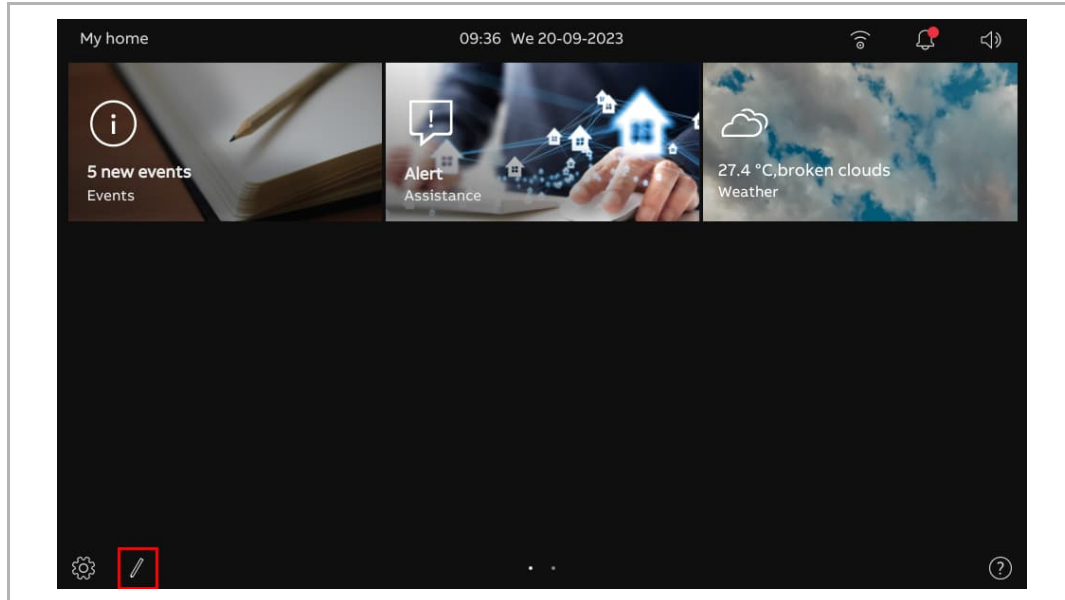 My home
09:36 We 20-09-2023
5 new events
Events
Alert
Assistance
27.4 °C,broken clouds
Weather